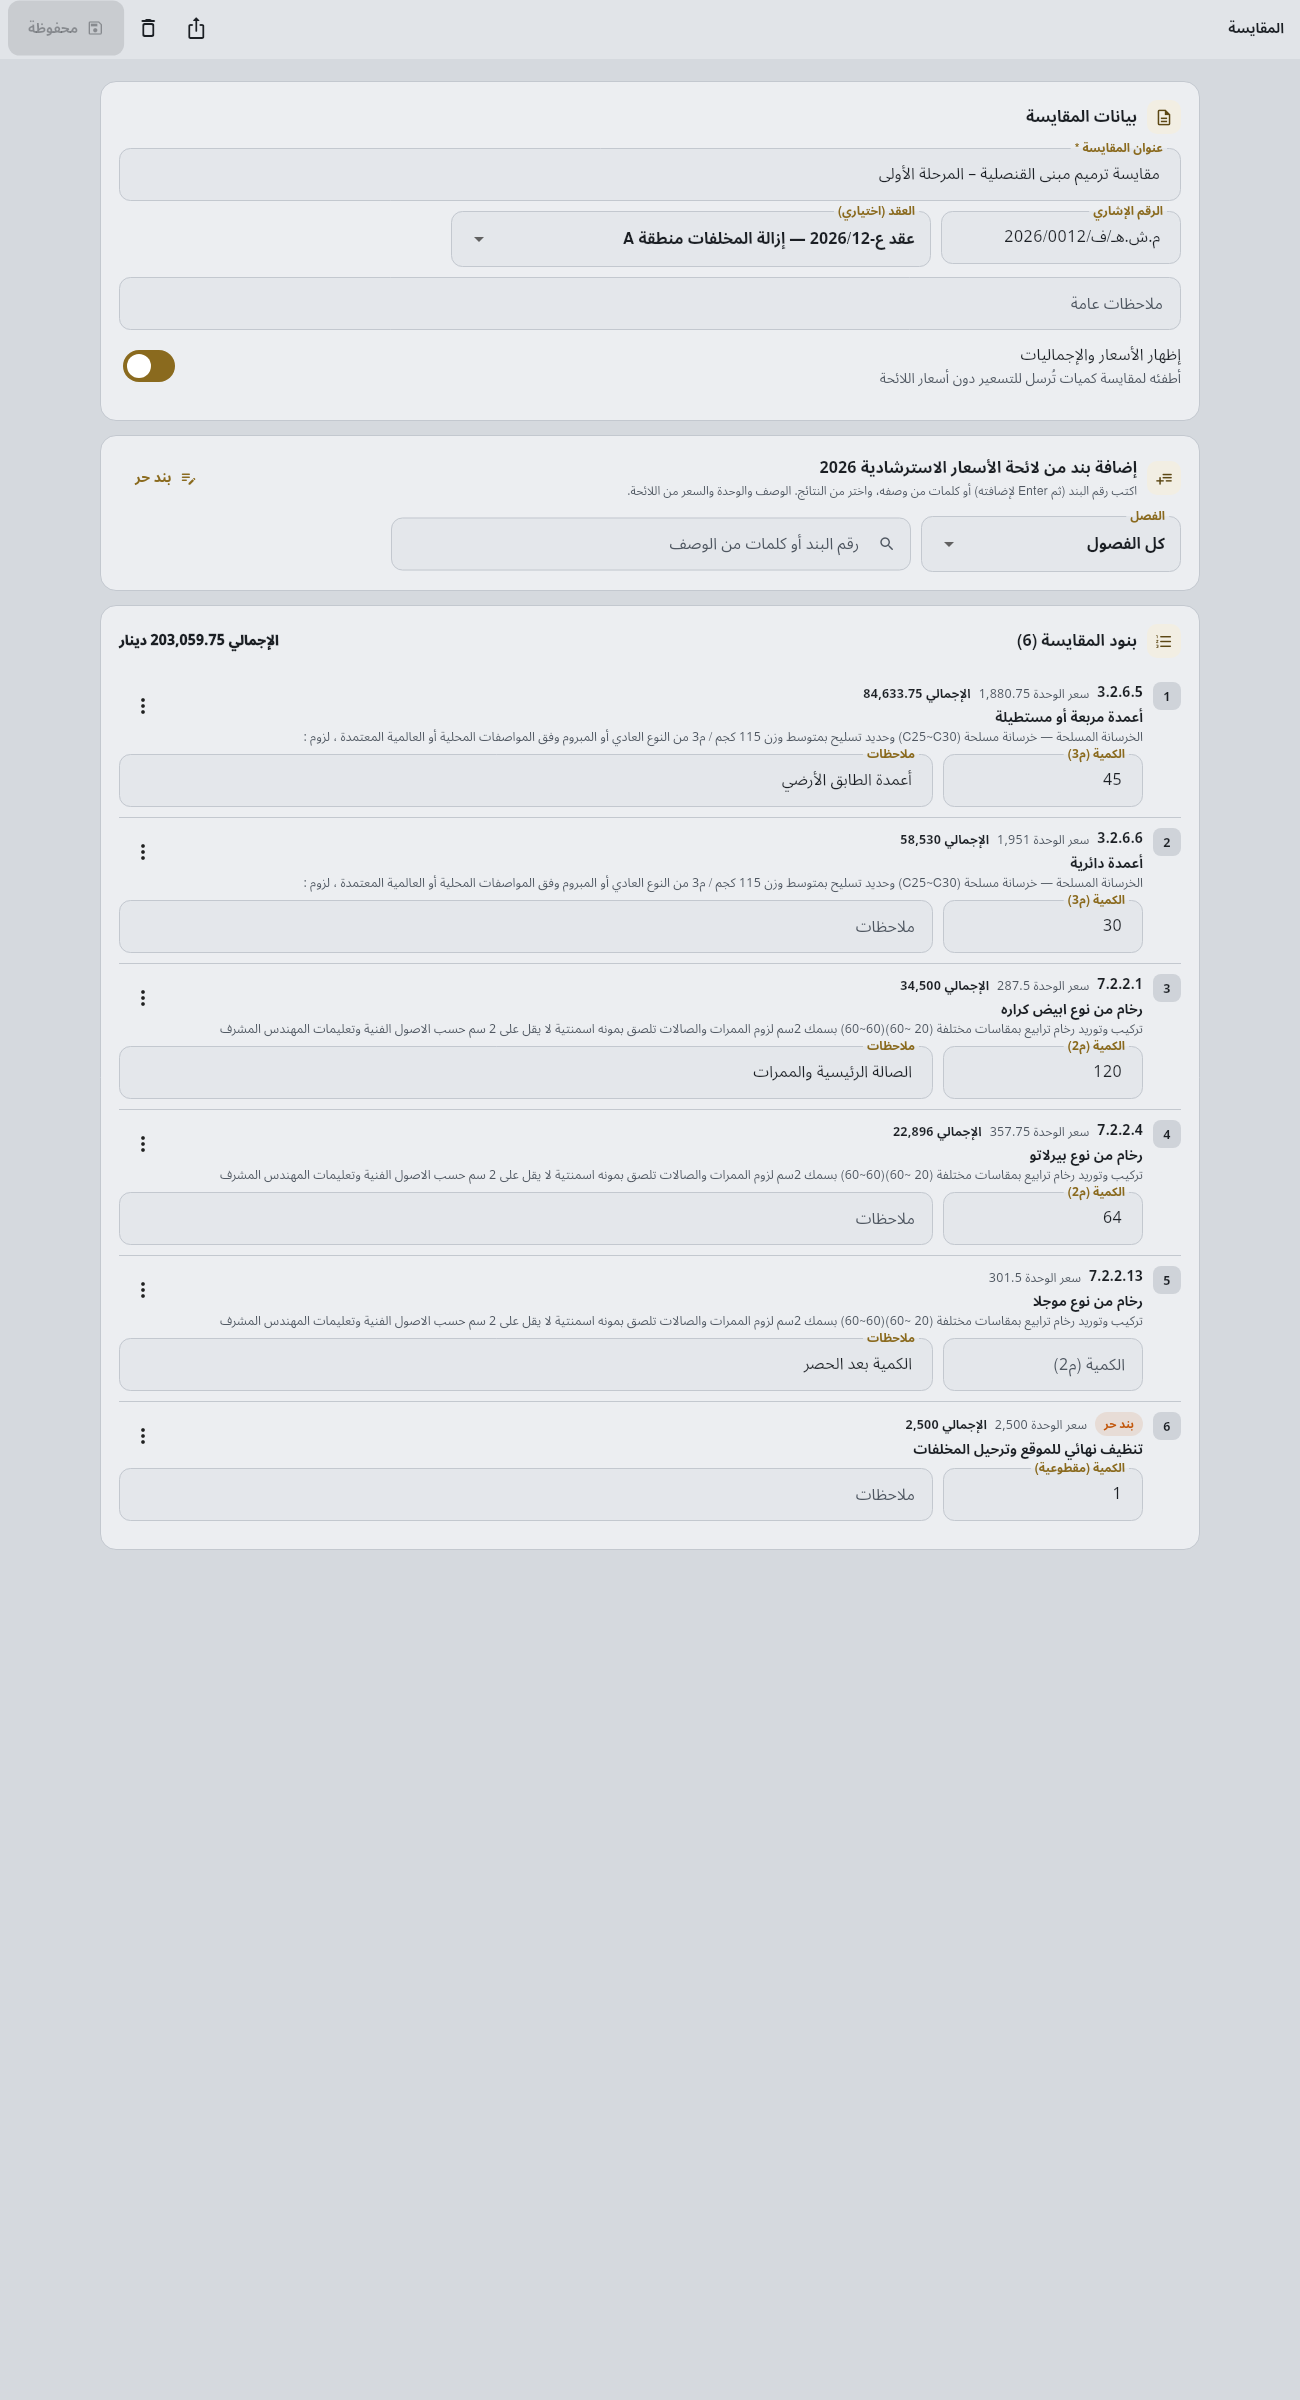 المقايسة
محفوظة
بيانات المقايسة
عنوان المقايسة *
مقايسة ترميم مبنى القنصلية – المرحلة الأولى
الرقم الإشاري
م.ش.هـ/ف/2026/0012
العقد (اختياري)
عقد ع-2026/12 — إزالة المخلفات منطقة A
ملاحظات عامة
إظهار الأسعار والإجماليات
أطفئه لمقايسة كميات تُرسل للتسعير دون أسعار اللائحة
إضافة بند من لائحة الأسعار الاسترشادية 2026
اكتب رقم البند (ثم Enter لإضافته) أو كلمات من وصفه، واختر من النتائج. الوصف والوحدة والسعر من اللائحة.
بند حر
الفصل
كل الفصول
رقم البند أو كلمات من الوصف
بنود المقايسة (6)
الإجمالي 203,059.75 دينار
1
3.2.6.5 سعر الوحدة 1,880.75 الإجمالي 84,633.75
أعمدة مربعة أو مستطيلة
الخرسانة المسلحة — خرسانة مسلحة (C25~C30) وحديد تسليح بمتوسط وزن 115 كجم / م3 من النوع العادي أو المبروم وفق المواصفات المحلية أو العالمية المعتمدة ، لزوم :
الكمية (م3)
45
ملاحظات
أعمدة الطابق الأرضي
2
3.2.6.6 سعر الوحدة 1,951 الإجمالي 58,530
أعمدة دائرية
الخرسانة المسلحة — خرسانة مسلحة (C25~C30) وحديد تسليح بمتوسط وزن 115 كجم / م3 من النوع العادي أو المبروم وفق المواصفات المحلية أو العالمية المعتمدة ، لزوم :
الكمية (م3)
30
ملاحظات
3
7.2.2.1 سعر الوحدة 287.5 الإجمالي 34,500
رخام من نوع ابيض كراره
تركيب وتوريد رخام ترابيع بمقاسات مختلفة (20 ~60)(60~60) بسمك 2سم لزوم الممرات والصالات تلصق بمونه اسمنتية لا يقل على 2 سم حسب الاصول الفنية وتعليمات المهندس المشرف
الكمية (م2)
120
ملاحظات
الصالة الرئيسية والممرات
4
7.2.2.4 سعر الوحدة 357.75 الإجمالي 22,896
رخام من نوع بيرلاتو
تركيب وتوريد رخام ترابيع بمقاسات مختلفة (20 ~60)(60~60) بسمك 2سم لزوم الممرات والصالات تلصق بمونه اسمنتية لا يقل على 2 سم حسب الاصول الفنية وتعليمات المهندس المشرف
الكمية (م2)
64
ملاحظات
5
7.2.2.13 سعر الوحدة 301.5
رخام من نوع موجلا
تركيب وتوريد رخام ترابيع بمقاسات مختلفة (20 ~60)(60~60) بسمك 2سم لزوم الممرات والصالات تلصق بمونه اسمنتية لا يقل على 2 سم حسب الاصول الفنية وتعليمات المهندس المشرف
الكمية (م2)
ملاحظات
الكمية بعد الحصر
6
بند حر سعر الوحدة 2,500 الإجمالي 2,500
تنظيف نهائي للموقع وترحيل المخلفات
الكمية (مقطوعية)
1
ملاحظات